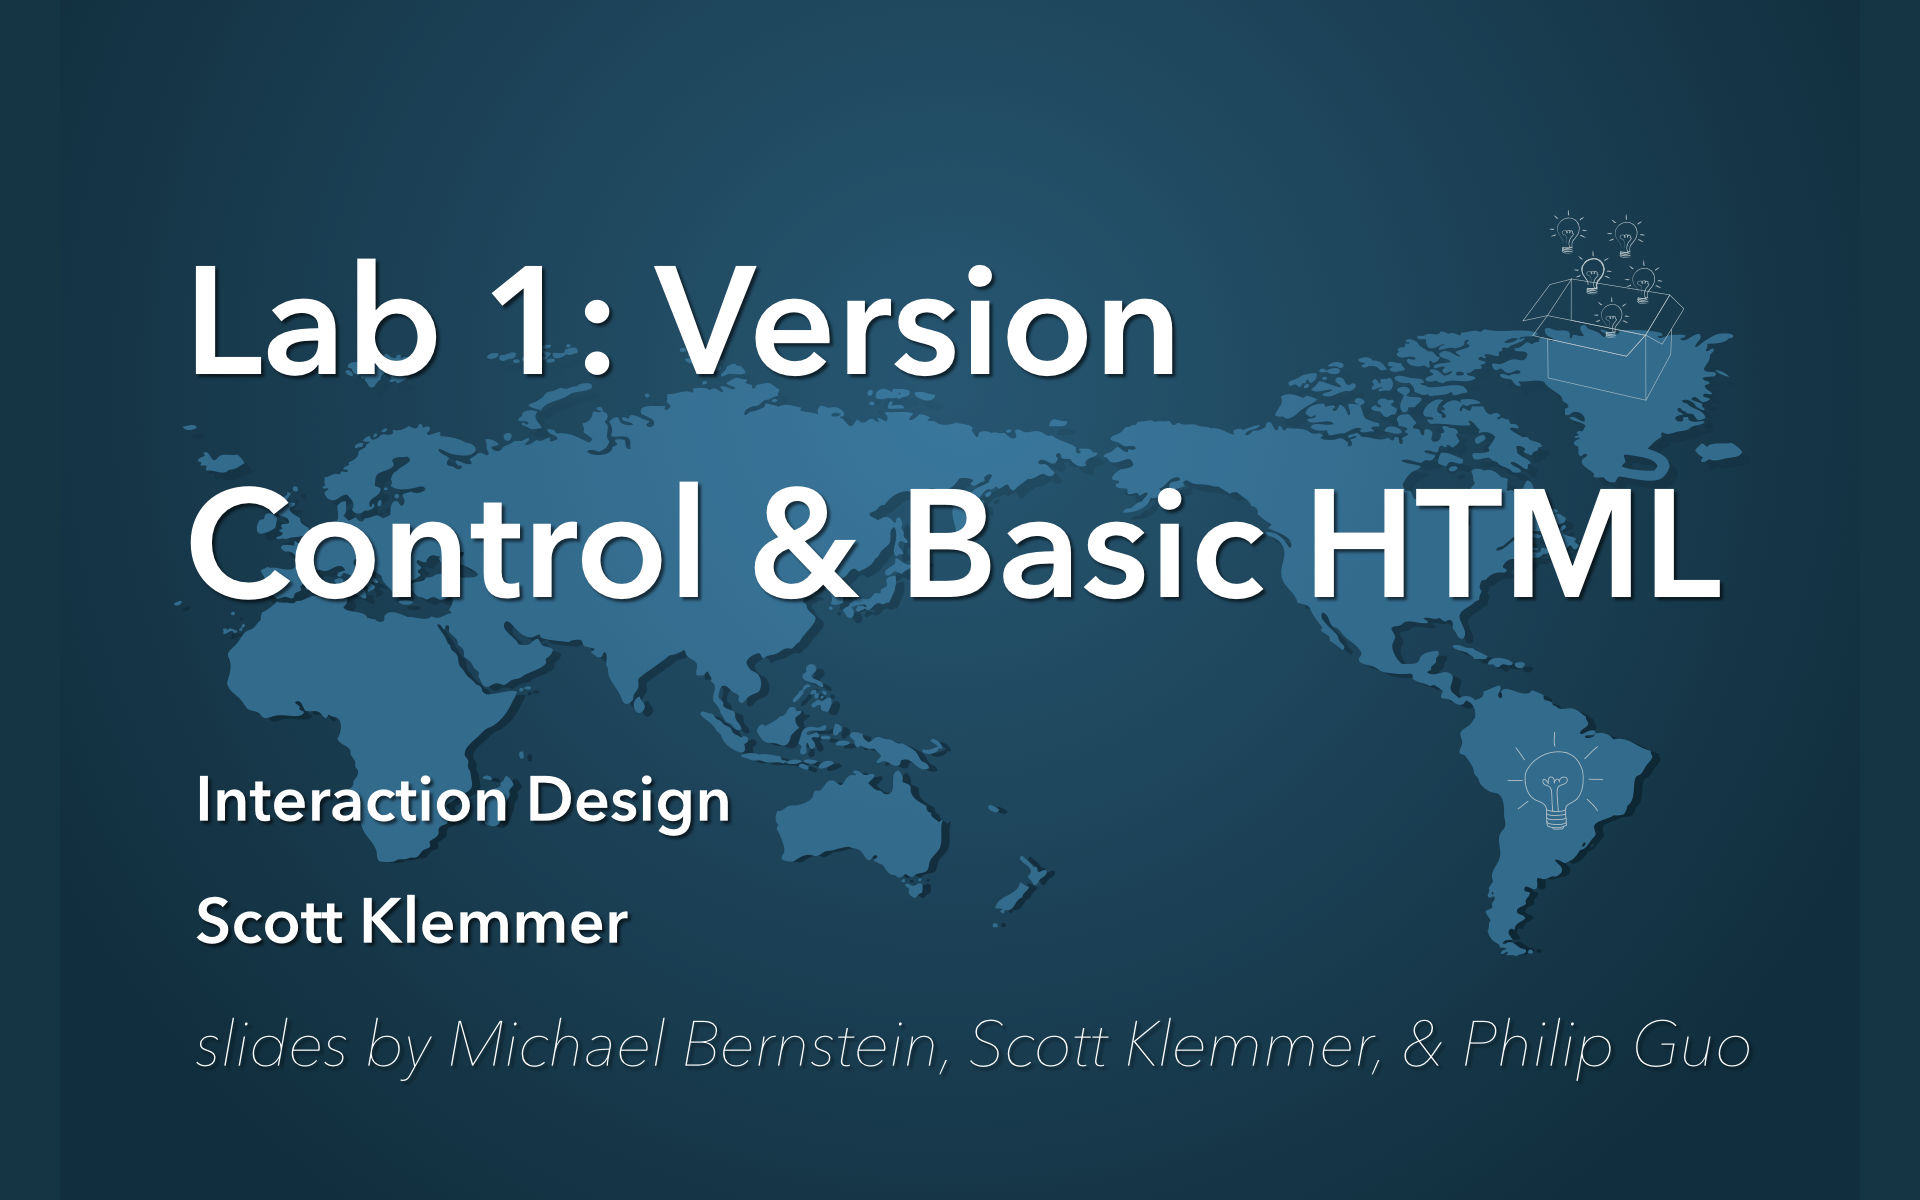 Lab 1: Version
Control & Basic HTML
Interaction Design
Scott Klemmer
slides by Michael Bernstein, Scott Klemmer, & Philip Guo